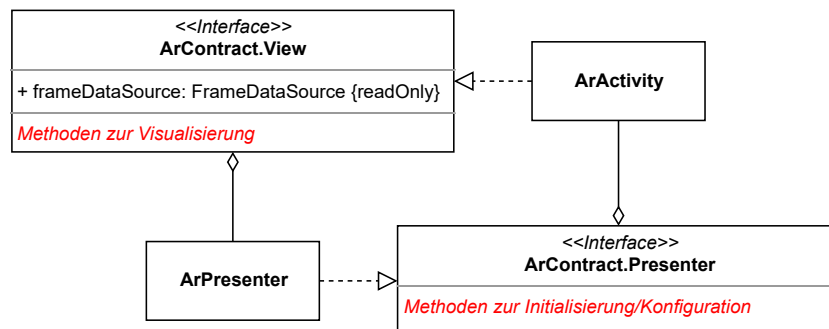 <<Interface>>
ArContract.View
+ frameDataSource: FrameDataSource {readOnly}
Methoden zur Visualisierung
ArActivity
ArPresenter
<<Interface>>
ArContract.Presenter
Methoden zur Initialisierung/Konfiguration